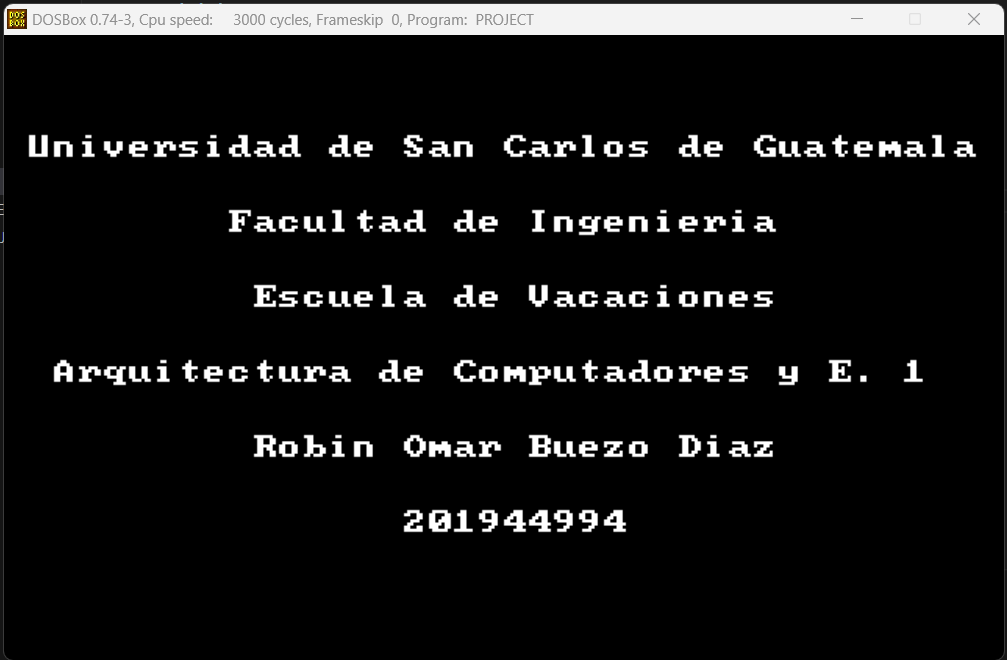 DOSBox 0.74-3, Cpu speed: 3000 cycles, Frameskip 0, Program: PROJECT
Universidad de San Carlos de Guatemala
Facultad de Ingenieria
Escuela de Vacaciones
Arquitectura de Computadores y E. 1
Robin Omar Buezo Diaz
201944994